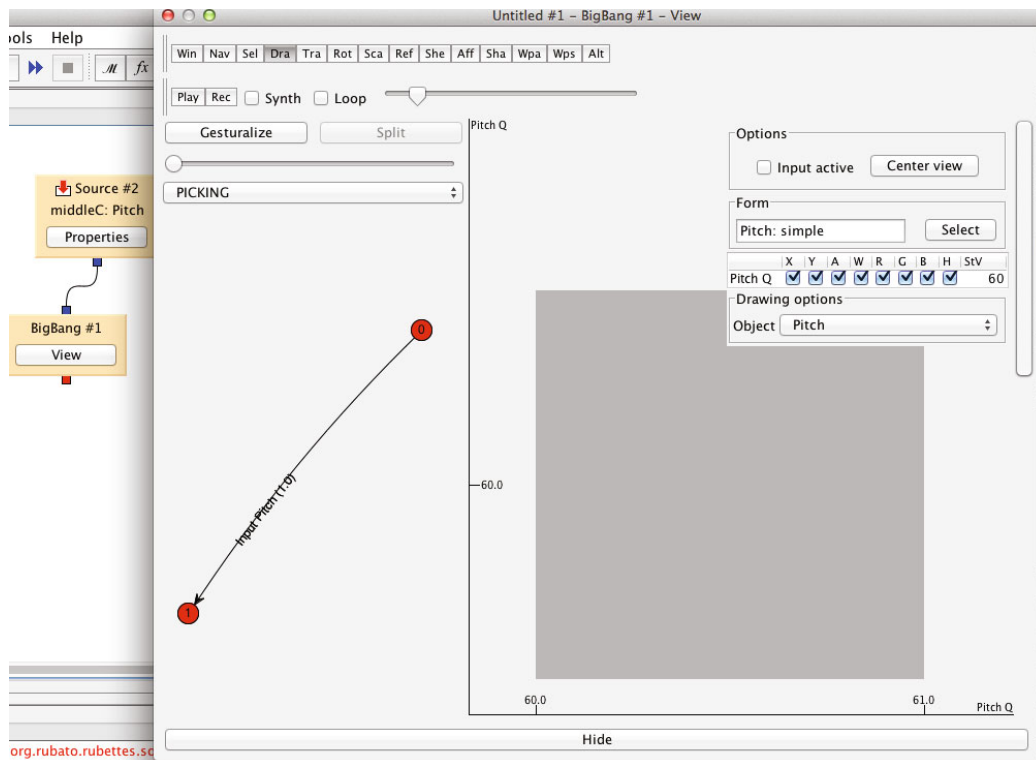 Untitled #1 – BigBang #1 – View
ools Help
Win Nav Sel Dra Tra Rot Sca Ref She Aff Sha Wpa Wps Alt
M fx
Play Rec Synth Loop
Gesturalize Split
PICKING
Source #2
middleC: Pitch
Properties
BigBang #1
View
0
Input Pitch (1.0)
1
Pitch Q
60.0
60.0 61.0
Pitch Q
Options
Input active Center view
Form
Pitch: simple Select
X Y A W R G B H StV
Pitch Q 60
Drawing options
Object Pitch
Hide
org.rubato.rubettes.sc